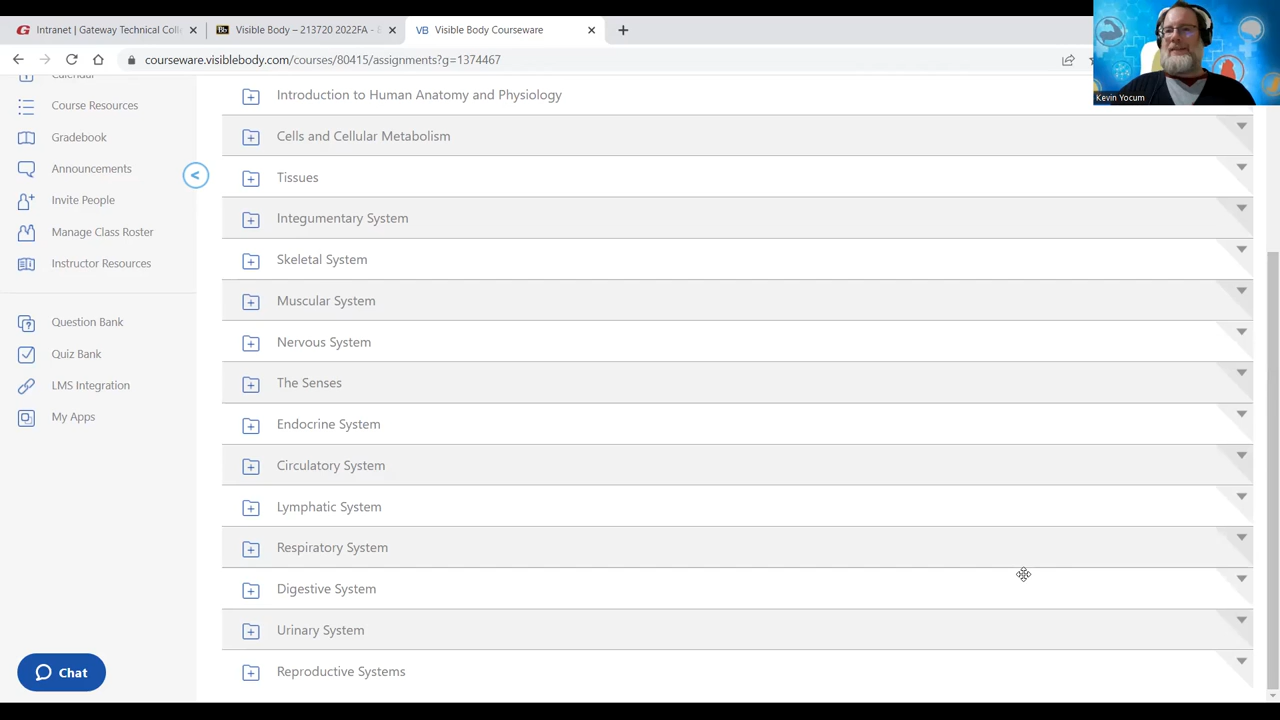 Intranet | Gateway Technical Coll
Visible Body – 213720 2022FA -
Visible Body Courseware
courseware.visiblebody.com/courses/80415/assignments?g=1374467
Kevin Yocum
Calendar
Course Resources
Gradebook
Announcements
Invite People
Manage Class Roster
Instructor Resources
Question Bank
Quiz Bank
LMS Integration
My Apps
Chat
Introduction to Human Anatomy and Physiology
Cells and Cellular Metabolism
Tissues
Integumentary System
Skeletal System
Muscular System
Nervous System
The Senses
Endocrine System
Circulatory System
Lymphatic System
Respiratory System
Digestive System
Urinary System
Reproductive Systems